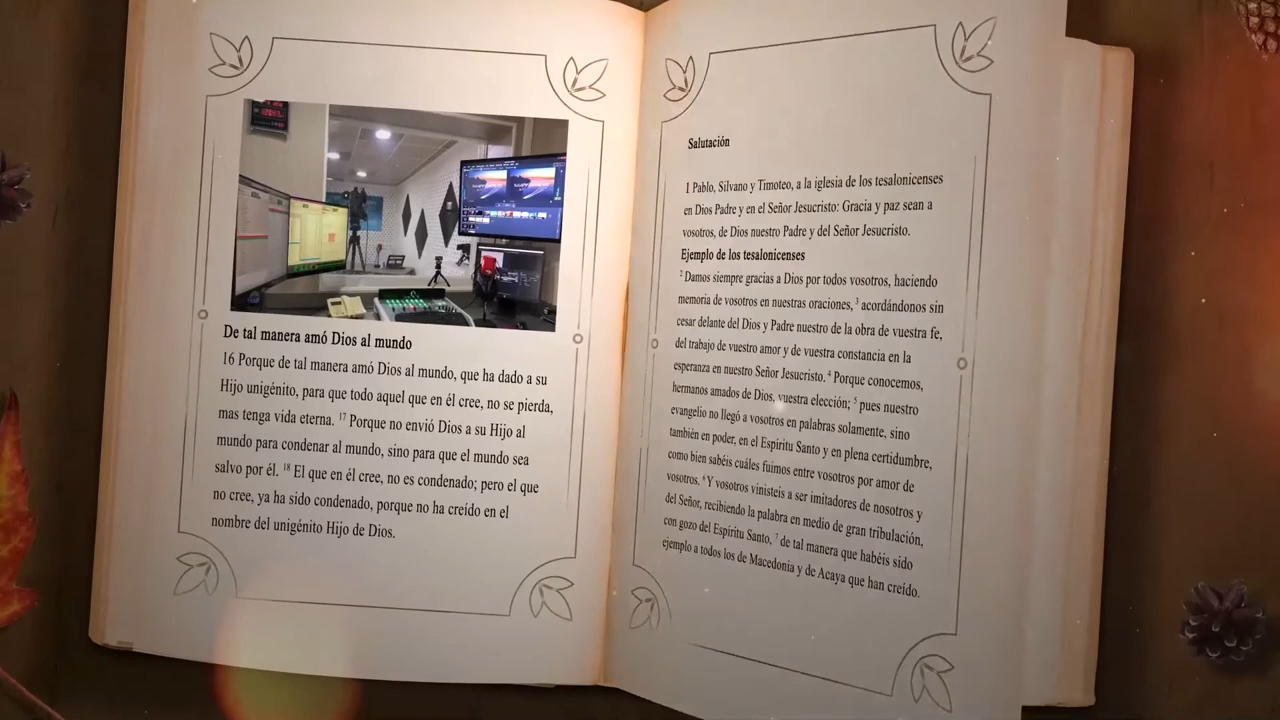 De tal manera amó Dios al mundo
16 Porque de tal manera amó Dios al mundo, que ha dado a su
Hijo unigénito, para que todo aquel que en él cree, no se pierda,
mas tenga vida eterna. 17 Porque no envió Dios a su Hijo al
mundo para condenar al mundo, sino para que el mundo sea
salvo por él. 18 El que en él cree, no es condenado; pero el que
no cree, ya ha sido condenado, porque no ha creído en el
nombre del unigénito Hijo de Dios.
Salutación
1 Pablo, Silvano y Timoteo, a la iglesia de los tesalonicenses
en Dios Padre y en el Señor Jesucristo: Gracia y paz sean a
vosotros, de Dios nuestro Padre y del Señor Jesucristo.
Ejemplo de los tesalonicenses
2 Damos siempre gracias a Dios por todos vosotros, haciendo
memoria de vosotros en nuestras oraciones, 3 acordándonos sin
cesar delante del Dios y Padre nuestro de la obra de vuestra fe,
del trabajo de vuestro amor y de vuestra constancia en la
esperanza en nuestro Señor Jesucristo. 4 Porque conocemos,
hermanos amados de Dios, vuestra elección; 5 pues nuestro
evangelio no llegó a vosotros en palabras solamente, sino
también en poder, en el Espíritu Santo y en plena certidumbre,
como bien sabéis cuáles fuimos entre vosotros por amor de
vosotros. 6 Y vosotros vinisteis a ser imitadores de nosotros y
del Señor, recibiendo la palabra en medio de gran tribulación,
con gozo del Espíritu Santo, 7 de tal manera que habéis sido
ejemplo a todos los de Macedonia y de Acaya que han creído.